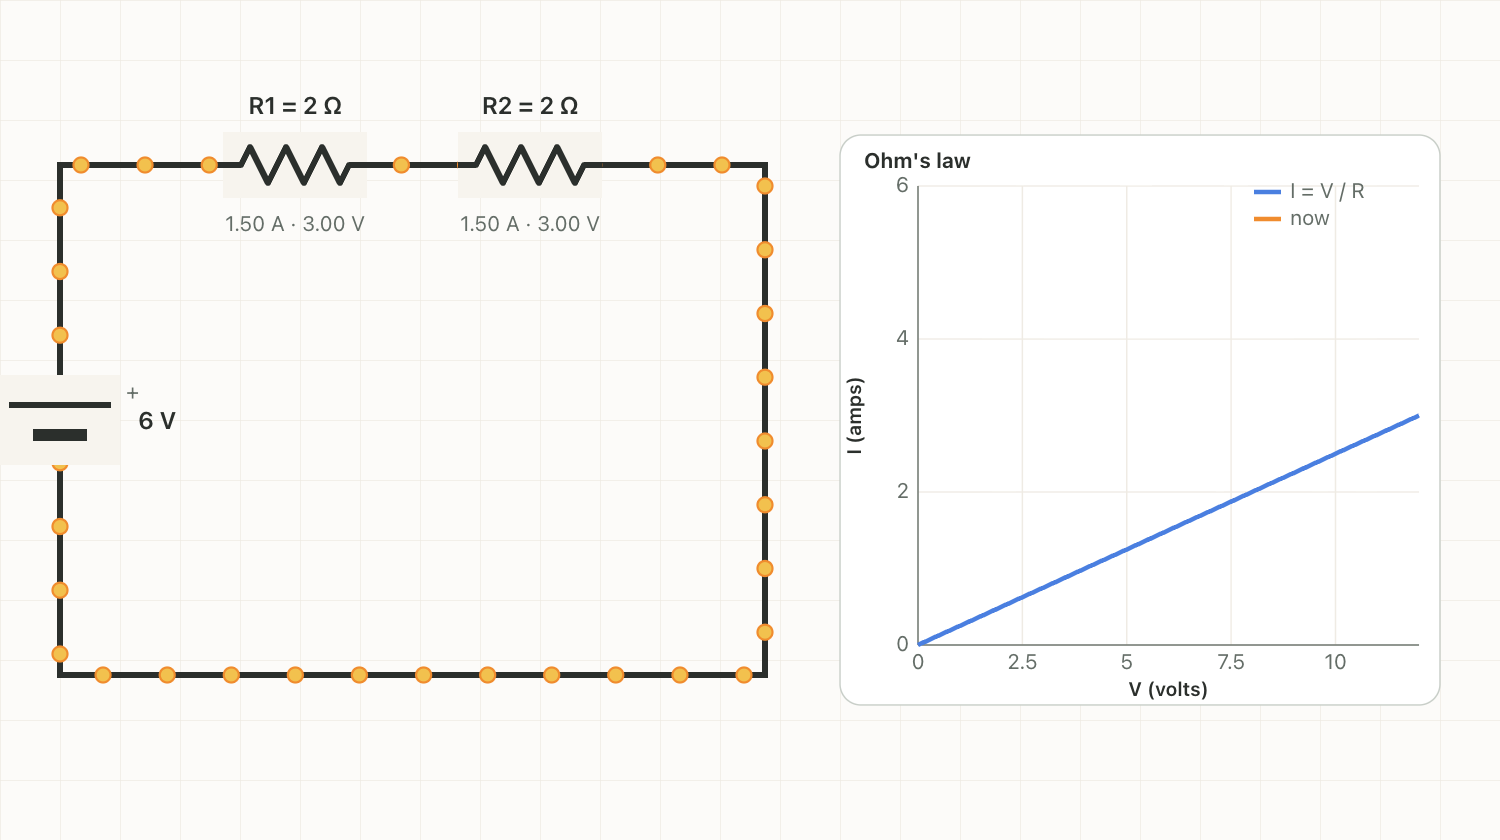 R1 = 2 Ω
R2 = 2 Ω
1.50 A · 3.00 V
1.50 A · 3.00 V
+
6 V
Ohm's law
I = V / R
now
6
4
2
0
I (amps)
0
2.5
5
7.5
10
V (volts)